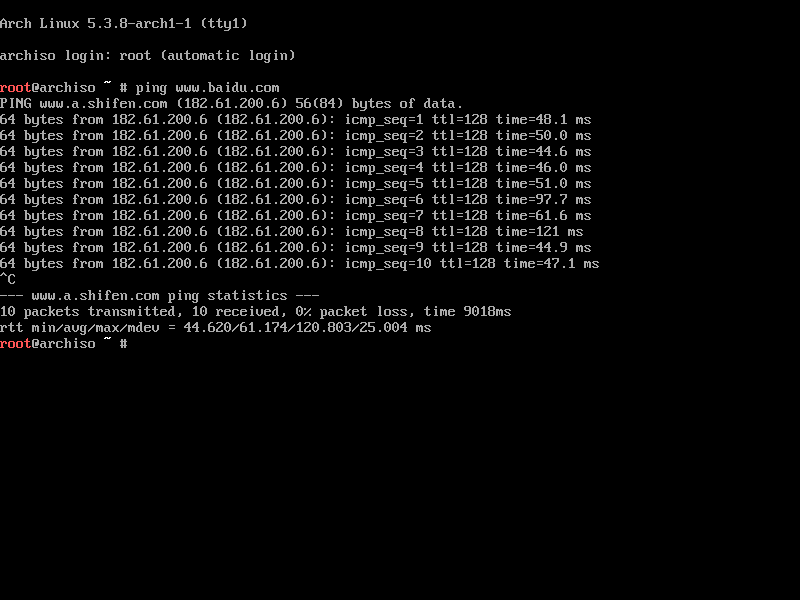 Arch Linux 5.3.8-arch1-1 (tty1)
archiso login: root (automatic login)
root@archiso ~ # ping www.baidu.com
PING www.a.shifen.com (182.61.200.6) 56(84) bytes of data.
64 bytes from 182.61.200.6 (182.61.200.6): icmp_seq=1 ttl=128 time=48.1 ms
64 bytes from 182.61.200.6 (182.61.200.6): icmp_seq=2 ttl=128 time=50.0 ms
64 bytes from 182.61.200.6 (182.61.200.6): icmp_seq=3 ttl=128 time=44.6 ms
64 bytes from 182.61.200.6 (182.61.200.6): icmp_seq=4 ttl=128 time=46.0 ms
64 bytes from 182.61.200.6 (182.61.200.6): icmp_seq=5 ttl=128 time=51.0 ms
64 bytes from 182.61.200.6 (182.61.200.6): icmp_seq=6 ttl=128 time=97.7 ms
64 bytes from 182.61.200.6 (182.61.200.6): icmp_seq=7 ttl=128 time=61.6 ms
64 bytes from 182.61.200.6 (182.61.200.6): icmp_seq=8 ttl=128 time=121 ms
64 bytes from 182.61.200.6 (182.61.200.6): icmp_seq=9 ttl=128 time=44.9 ms
64 bytes from 182.61.200.6 (182.61.200.6): icmp_seq=10 ttl=128 time=47.1 ms
^C
--- www.a.shifen.com ping statistics ---
10 packets transmitted, 10 received, 0% packet loss, time 9018ms
rtt min/avg/max/mdev = 44.620/61.174/120.803/25.004 ms
root@archiso ~ #